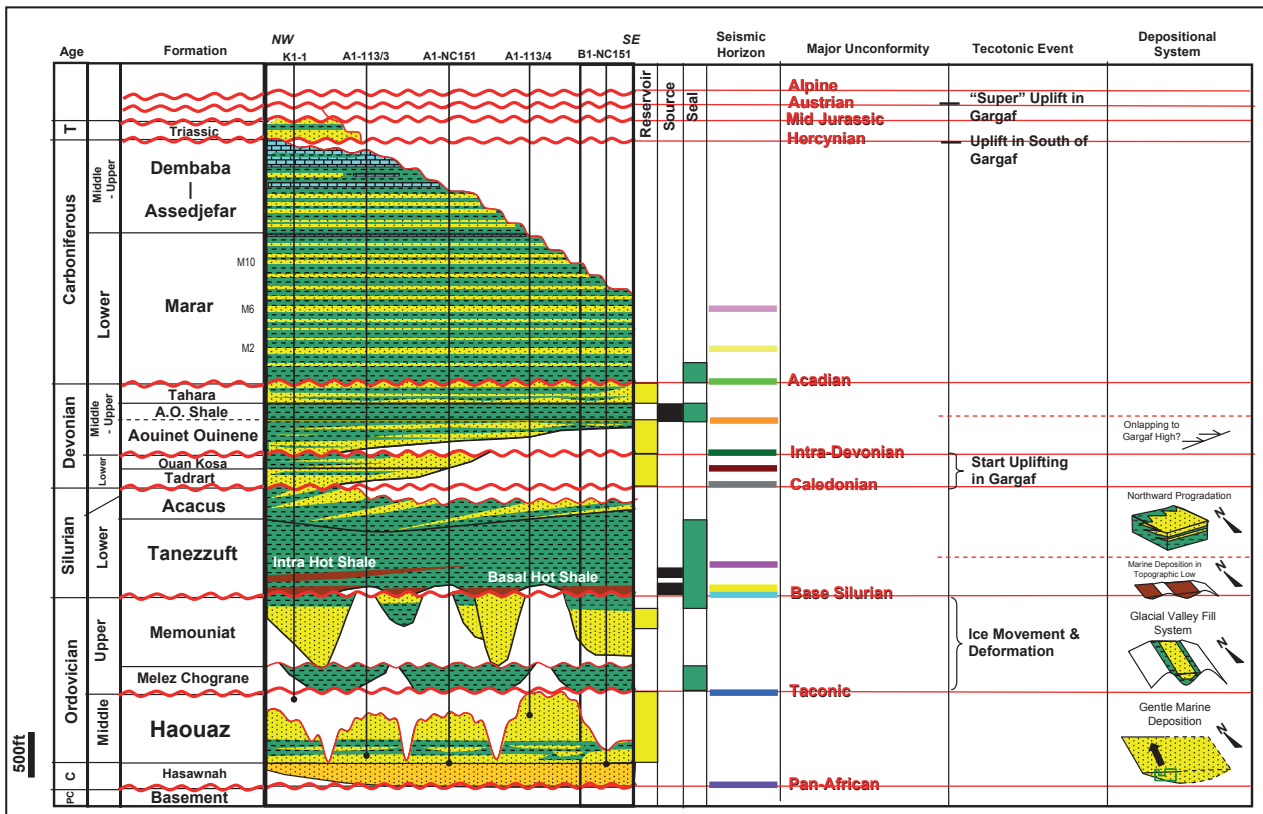 NW
SE
Age
Formation
K1-1
A1-113/3
A1-NC151
A1-113/4
B1-NC151
Reservoir
Source
Seal
Seismic
Horizon
Major Unconformity
Tecotonic Event
Depositional
System
Alpine
Austrian
Mid Jurassic
Hercynian
“Super” Uplift in
Gargaf
Uplift in South of
Gargaf
T
Triassic
Carboniferous
Middle
- Upper
Dembaba
Assedjefar
Lower
Marar
M10
M6
M2
Acadian
Devonian
Middle
- Upper
Tahara
A.O. Shale
Aouinet Ouinene
Onlapping to
Gargaf High?
Intra-Devonian
Lower
Ouan Kosa
Tadrart
Start Uplifting
in Gargaf
Caledonian
Silurian
Lower
Acacus
Tanezzuft
Intra Hot Shale
Basal Hot Shale
Northward Progradation
N
Marine Deposition in
Topographic Low
N
Base Silurian
Ordovician
Upper
Memouniat
Melez Chograne
Ice Movement &
Deformation
Glacial Valley Fill
System
N
Taconic
Middle
Haouaz
Gentle Marine
Deposition
N
500ft
C
Hasawnah
Pan-African
PC
Basement